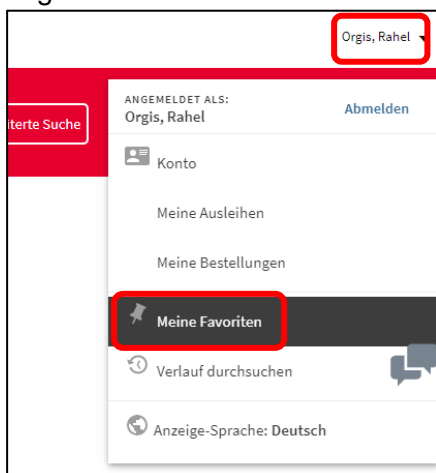 Orgis, Rahel
iterte Suche
ANGEMELDET ALS:
Orgis, Rahel
Abmelden
Konto
Meine Ausleihen
Meine Bestellungen
Meine Favoriten
Verlauf durchsuchen
Anzeige-Sprache: Deutsch